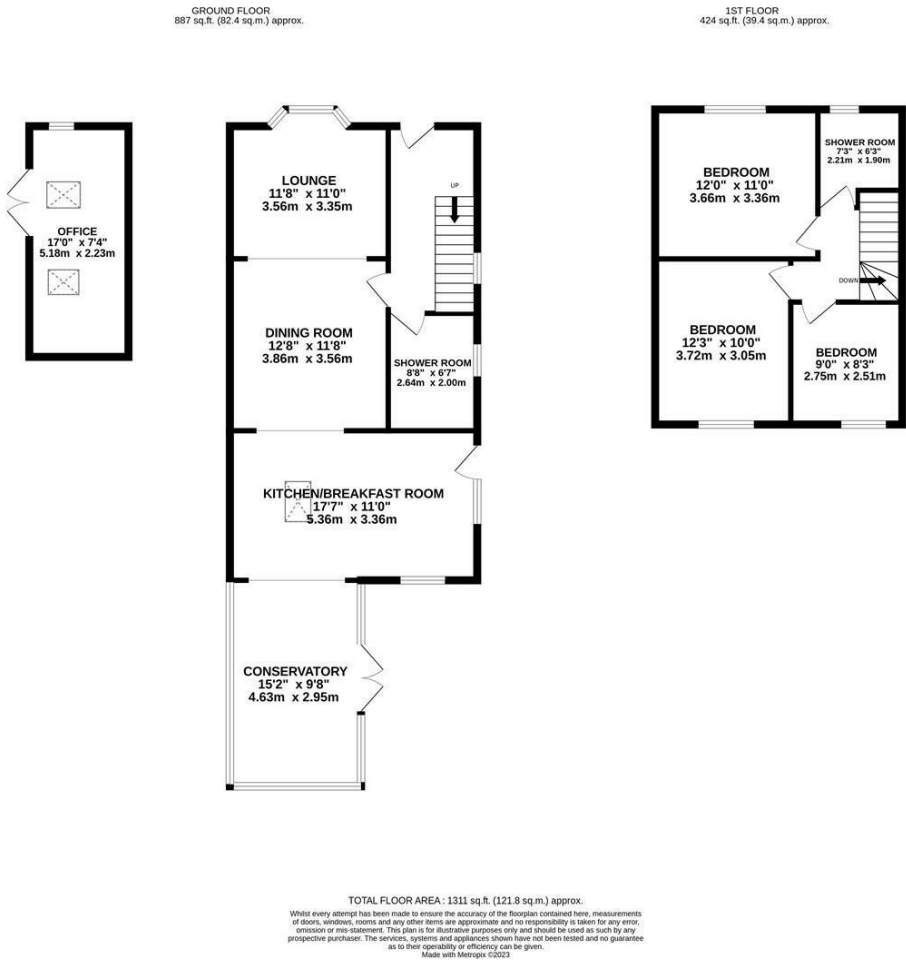 GROUND FLOOR
887 sq.ft. (82.4 sq.m.) approx.
1ST FLOOR
424 sq.ft. (39.4 sq.m.) approx.
OFFICE
17'0" x 7'4"
5.18m x 2.23m
LOUNGE
11'8" x 11'0"
3.56m x 3.35m
UP
DINING ROOM
12'8" x 11'8"
3.86m x 3.56m
SHOWER ROOM
8'8" x 6'7"
2.64m x 2.00m
KITCHEN/BREAKFAST ROOM
17'7" x 11'0"
5.36m x 3.36m
CONSERVATORY
15'2" x 9'8"
4.63m x 2.95m
BEDROOM
12'0" x 11'0"
3.66m x 3.36m
SHOWER ROOM
7'3" x 6'3"
2.21m x 1.90m
DOWN
BEDROOM
12'3" x 10'0"
3.72m x 3.05m
BEDROOM
9'0" x 8'3"
2.75m x 2.51m
TOTAL FLOOR AREA : 1311 sq.ft. (121.8 sq.m.) approx.
Whilst every attempt has been made to ensure the accuracy of the floorplan contained here, measurements
of doors, windows, rooms and any other items are approximate and no responsibility is taken for any error,
omission or mis-statement. This plan is for illustrative purposes only and should be used as such by any
prospective purchaser. The services, systems and appliances shown have not been tested and no guarantee
as to their operability or efficiency can be given.
Made with Metropix ©2023